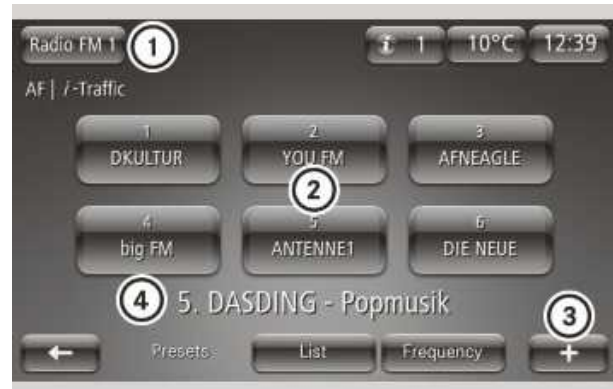 Radio FM 1 1 i 1 10°C 12:39
AF | i-Traffic
1 2 3
DKULTUR YOU FM AFNEAGLE
2
4 5 6
big FM ANTENNE1 DIE NEUE
4 5. DASDING - Popmusik 3
Presets List Frequency +